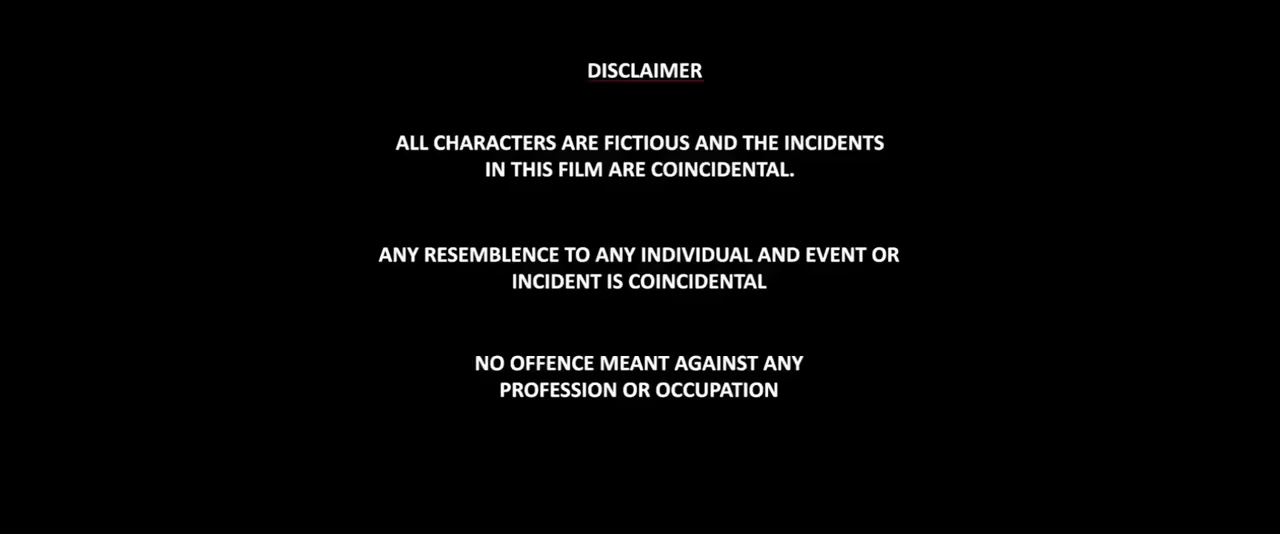 DISCLAIMER
ALL CHARACTERS ARE FICTIOUS AND THE INCIDENTS
IN THIS FILM ARE COINCIDENTAL.
ANY RESEMBLENCE TO ANY INDIVIDUAL AND EVENT OR
INCIDENT IS COINCIDENTAL
NO OFFENCE MEANT AGAINST ANY
PROFESSION OR OCCUPATION